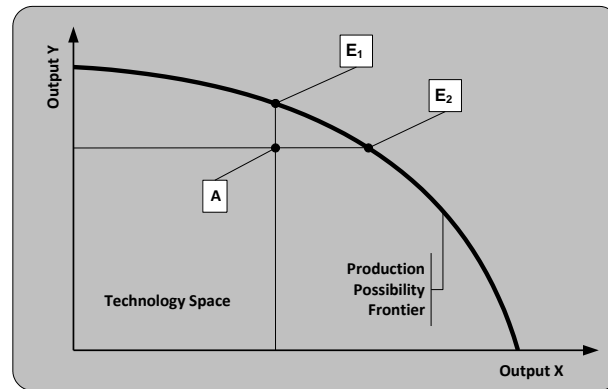 Output Y
E₁
E₂
A
Production
Possibility
Frontier
Technology Space
Output X